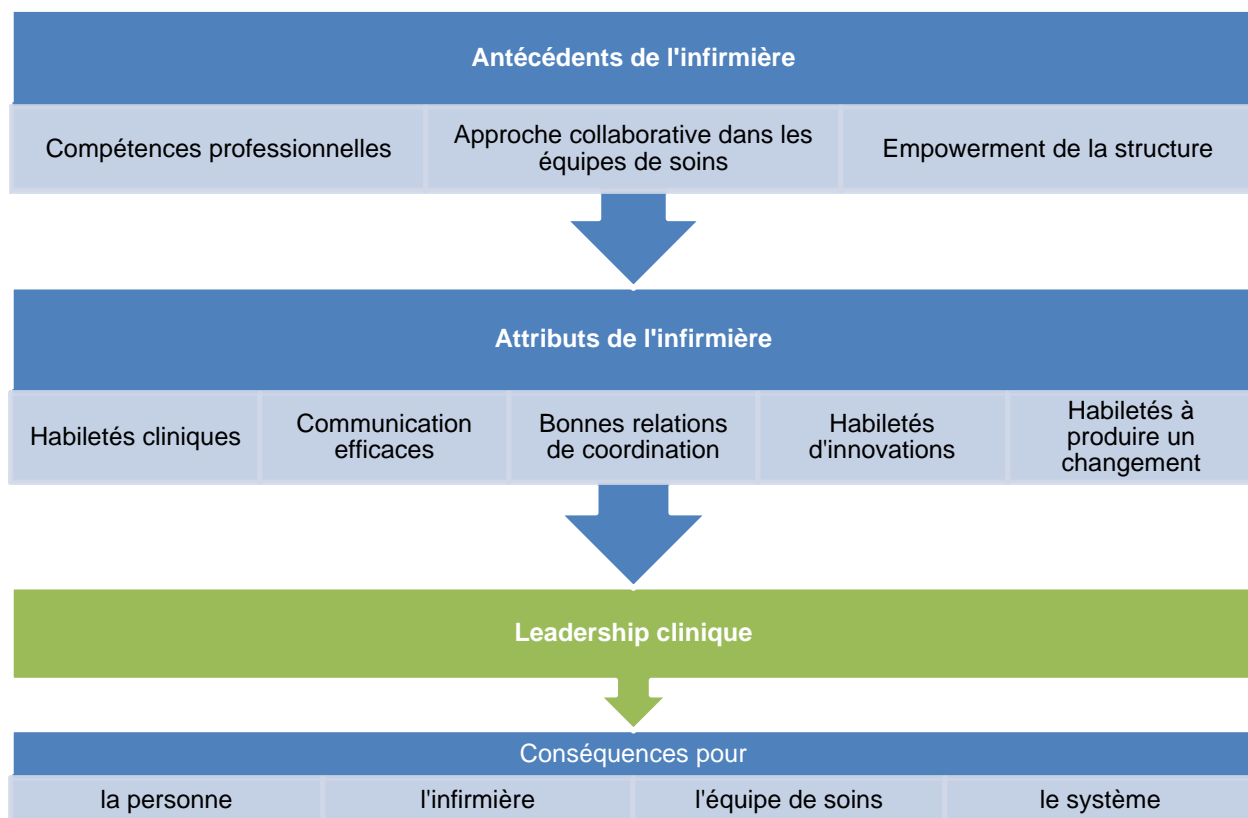 Antécédents de l'infirmière
Compétences professionnelles
Approche collaborative dans les
équipes de soins
Empowerment de la structure
Attributs de l'infirmière
Habiletés cliniques
Communication
efficaces
Bonnes relations
de coordination
Habiletés
d'innovations
Habiletés à
produire un
changement
Leadership clinique
Conséquences pour
la personne
l'infirmière
l'équipe de soins
le système